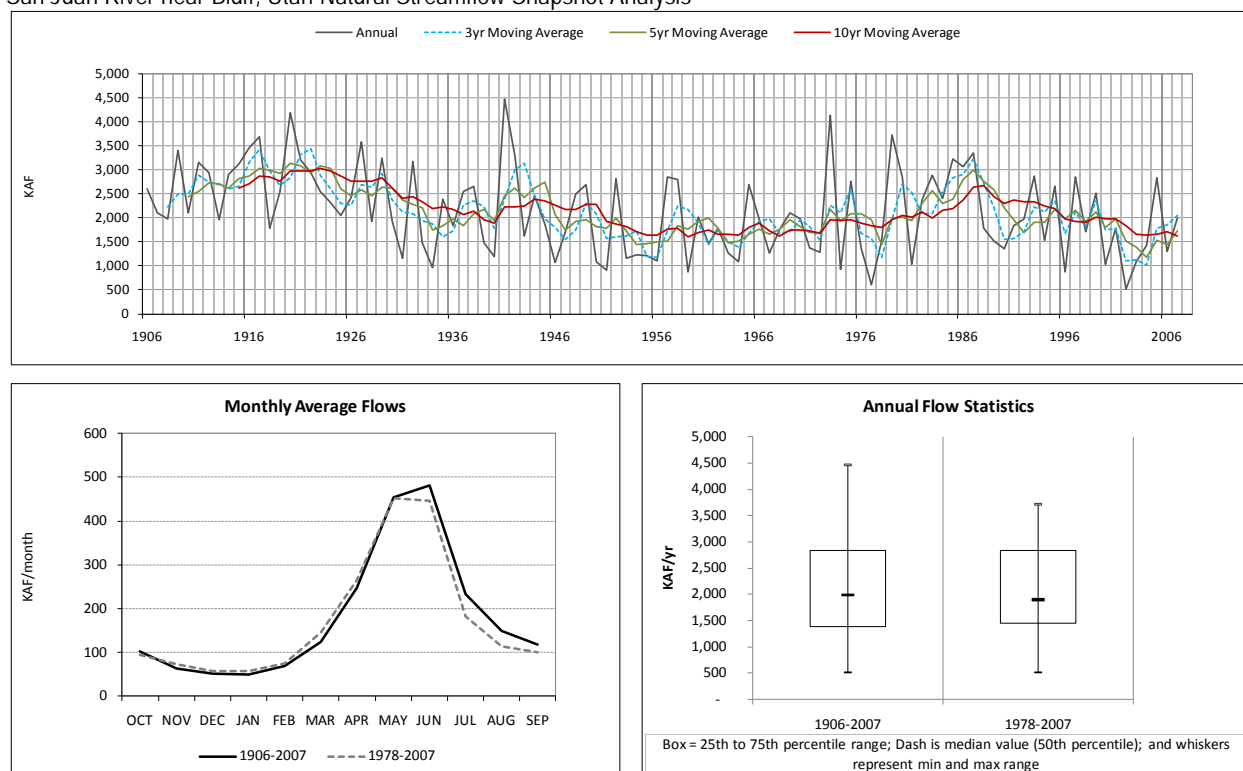 San Juan River near Bluff, Utah Natural Streamflow Snapshot Analysis
Annual 3yr Moving Average 5yr Moving Average 10yr Moving Average
KAF
5,000
4,500
4,000
3,500
3,000
2,500
2,000
1,500
1,000
500
0
1906 1916 1926 1936 1946 1956 1966 1976 1986 1996 2006
Monthly Average Flows
KAF/month
600
500
400
300
200
100
0
OCT NOV DEC JAN FEB MAR APR MAY JUN JUL AUG SEP
1906-2007 1978-2007
Annual Flow Statistics
KAF/yr
5,000
4,500
4,000
3,500
3,000
2,500
2,000
1,500
1,000
500
-
1906-2007 1978-2007
Box = 25th to 75th percentile range; Dash is median value (50th percentile); and whiskers
represent min and max range